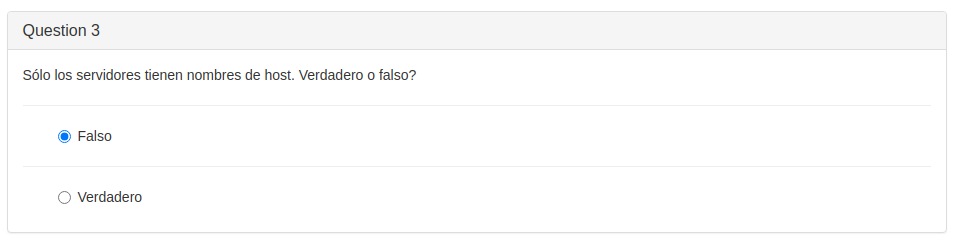 Question 3
Sólo los servidores tienen nombres de host. Verdadero o falso?
Falso
Verdadero